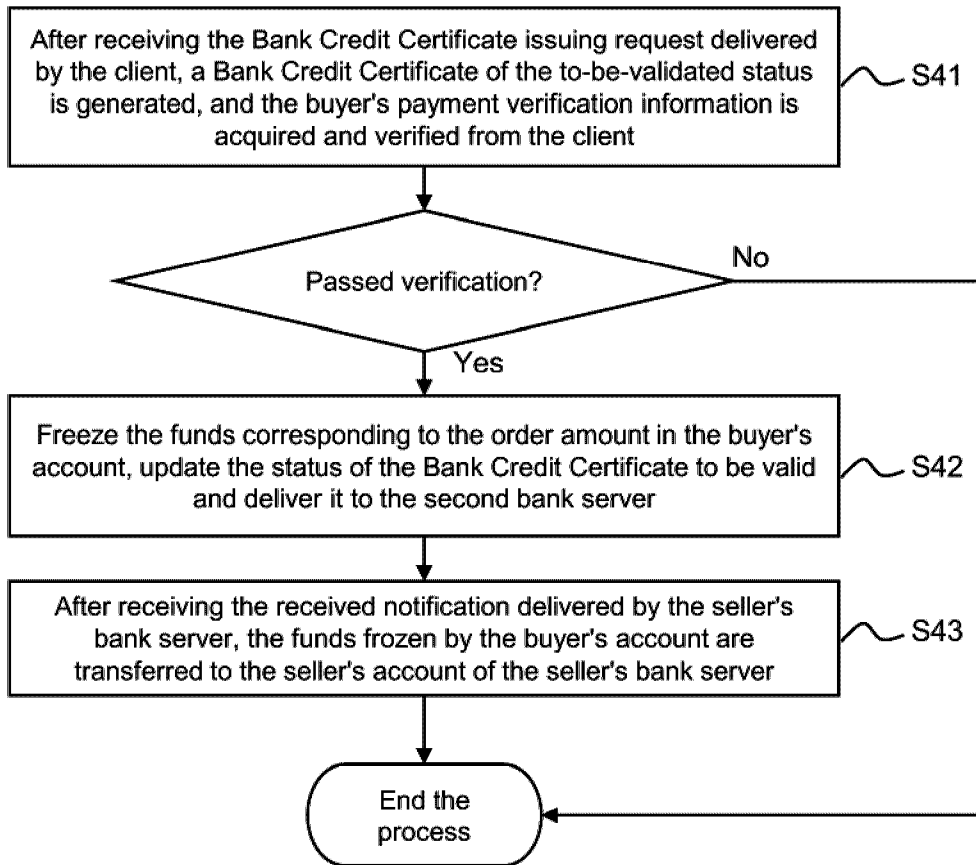 After receiving the Bank Credit Certificate issuing request delivered
by the client, a Bank Credit Certificate of the to-be-validated status
is generated, and the buyer's payment verification information is
acquired and verified from the client
S41
Passed verification?
No
Yes
Freeze the funds corresponding to the order amount in the buyer's
account, update the status of the Bank Credit Certificate to be valid
and deliver it to the second bank server
S42
After receiving the received notification delivered by the seller's
bank server, the funds frozen by the buyer's account are
transferred to the seller's account of the seller's bank server
S43
End the
process